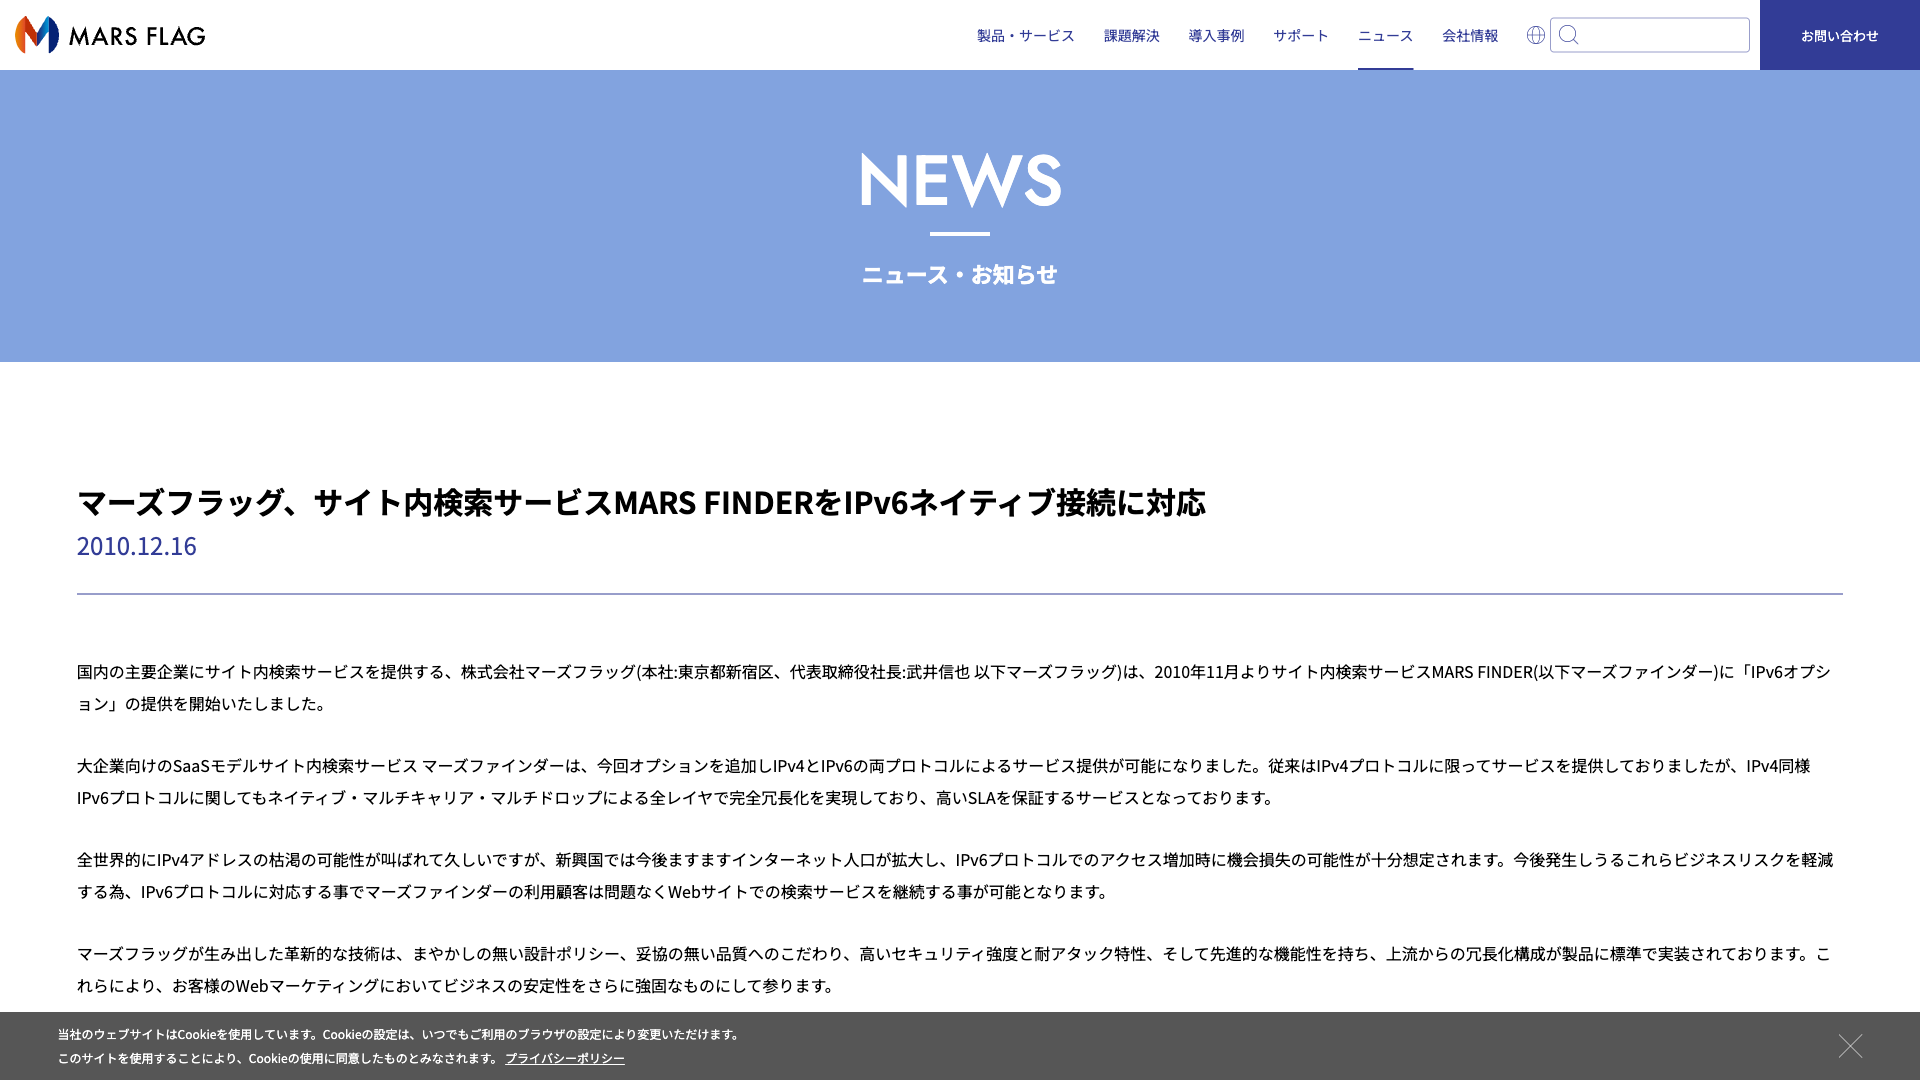 MARS FLAG
製品・サービス 課題解決 導入事例 サポート ニュース 会社情報 お問い合わせ
NEWS
ニュース・お知らせ
マーズフラッグ、サイト内検索サービスMARS FINDERをIPv6ネイティブ接続に対応
2010.12.16
国内の主要企業にサイト内検索サービスを提供する、株式会社マーズフラッグ(本社:東京都新宿区、代表取締役社長:武井信也 以下マーズフラッグ)は、2010年11月よりサイト内検索サービスMARS FINDER(以下マーズファインダー)に「IPv6オプシ
ョン」の提供を開始いたしました。
大企業向けのSaaSモデルサイト内検索サービス マーズファインダーは、今回オプションを追加しIPv4とIPv6の両プロトコルによるサービス提供が可能になりました。従来はIPv4プロトコルに限ってサービスを提供しておりましたが、IPv4同様
IPv6プロトコルに関してもネイティブ・マルチキャリア・マルチドロップによる全レイヤで完全冗長化を実現しており、高いSLAを保証するサービスとなっております。
全世界的にIPv4アドレスの枯渇の可能性が叫ばれて久しいですが、新興国では今後ますますインターネット人口が拡大し、IPv6プロトコルでのアクセス増加時に機会損失の可能性が十分想定されます。今後発生しうるこれらビジネスリスクを軽減
する為、IPv6プロトコルに対応する事でマーズファインダーの利用顧客は問題なくWebサイトでの検索サービスを継続する事が可能となります。
マーズフラッグが生み出した革新的な技術は、まやかしの無い設計ポリシー、妥協の無い品質へのこだわり、高いセキュリティ強度と耐アタック特性、そして先進的な機能性を持ち、上流からの冗長化構成が製品に標準で実装されております。こ
れらにより、お客様のWebマーケティングにおいてビジネスの安定性をさらに強固なものにして参ります。
当社のウェブサイトはCookieを使用しています。Cookieの設定は、いつでもご利用のブラウザの設定により変更いただけます。
このサイトを使用することにより、Cookieの使用に同意したものとみなされます。 プライバシーポリシー